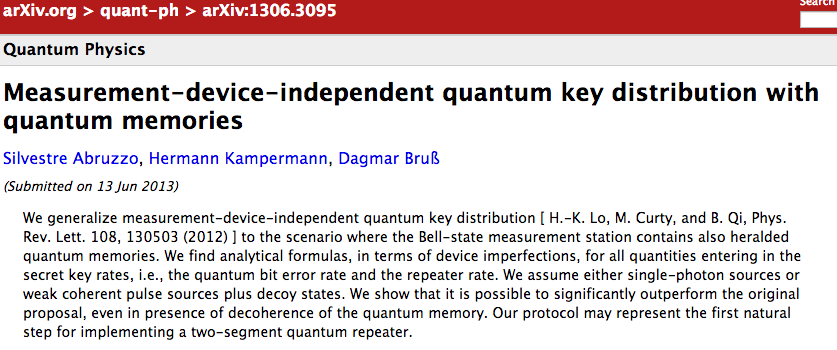 Search
arXiv.org > quant-ph > arXiv:1306.3095
Quantum Physics
Measurement-device-independent quantum key distribution with
quantum memories
Silvestre Abruzzo, Hermann Kampermann, Dagmar Bruß
(Submitted on 13 Jun 2013)
We generalize measurement-device-independent quantum key distribution [ H.-K. Lo, M. Curty, and B. Qi, Phys.
Rev. Lett. 108, 130503 (2012) ] to the scenario where the Bell-state measurement station contains also heralded
quantum memories. We find analytical formulas, in terms of device imperfections, for all quantities entering in the
secret key rates, i.e., the quantum bit error rate and the repeater rate. We assume either single-photon sources or
weak coherent pulse sources plus decoy states. We show that it is possible to significantly outperform the original
proposal, even in presence of decoherence of the quantum memory. Our protocol may represent the first natural
step for implementing a two-segment quantum repeater.